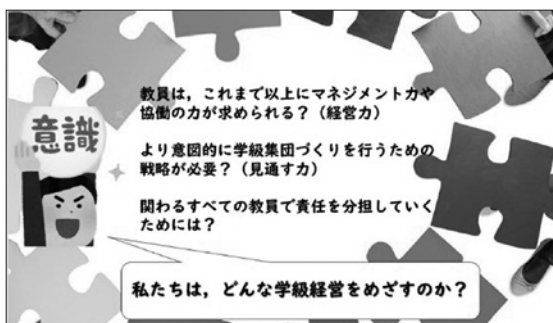 意識
教員は，これまで以上にマネジメント力や
協働の力が求められる？（経営力）
より意図的に学級集団づくりを行うための
戦略が必要？（見通す力）
関わるすべての教員で責任を分担していく
ためには？
私たちは，どんな学級経営をめざすのか？